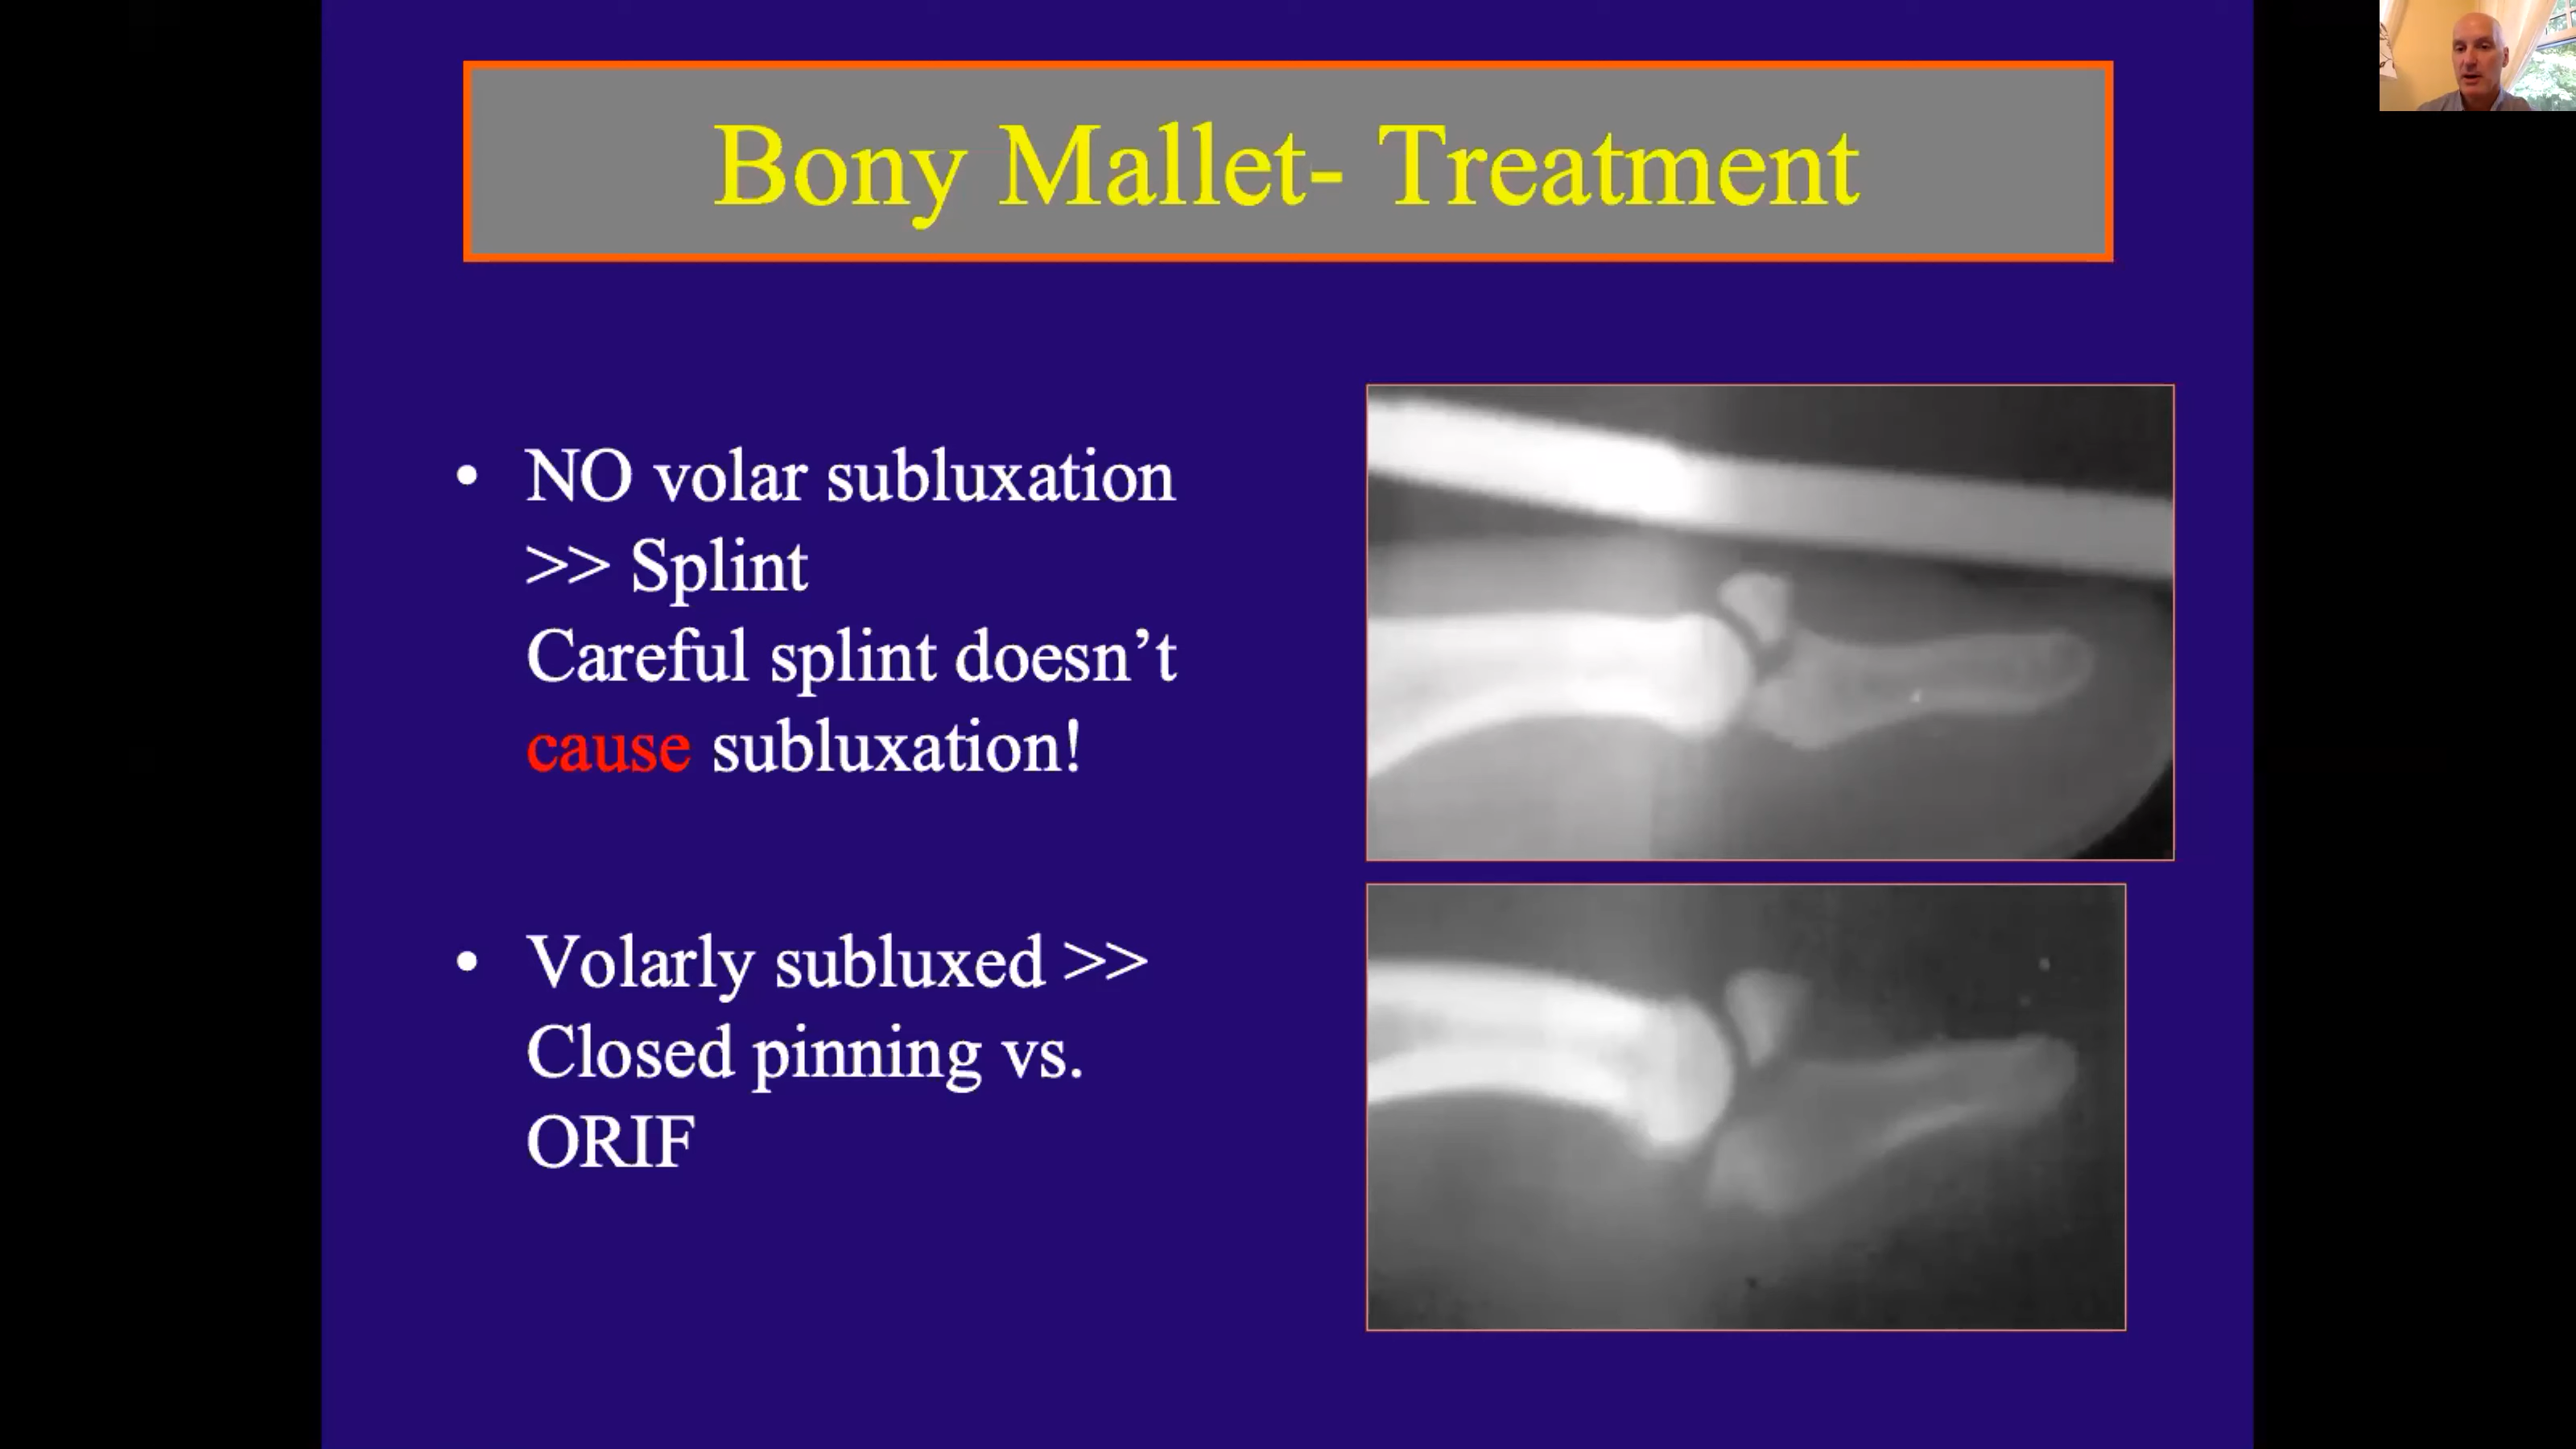 Bony Mallet- Treatment
• NO volar subluxation
>> Splint
Careful splint doesn’t
cause subluxation!
• Volarly subluxed >>
Closed pinning vs.
ORIF